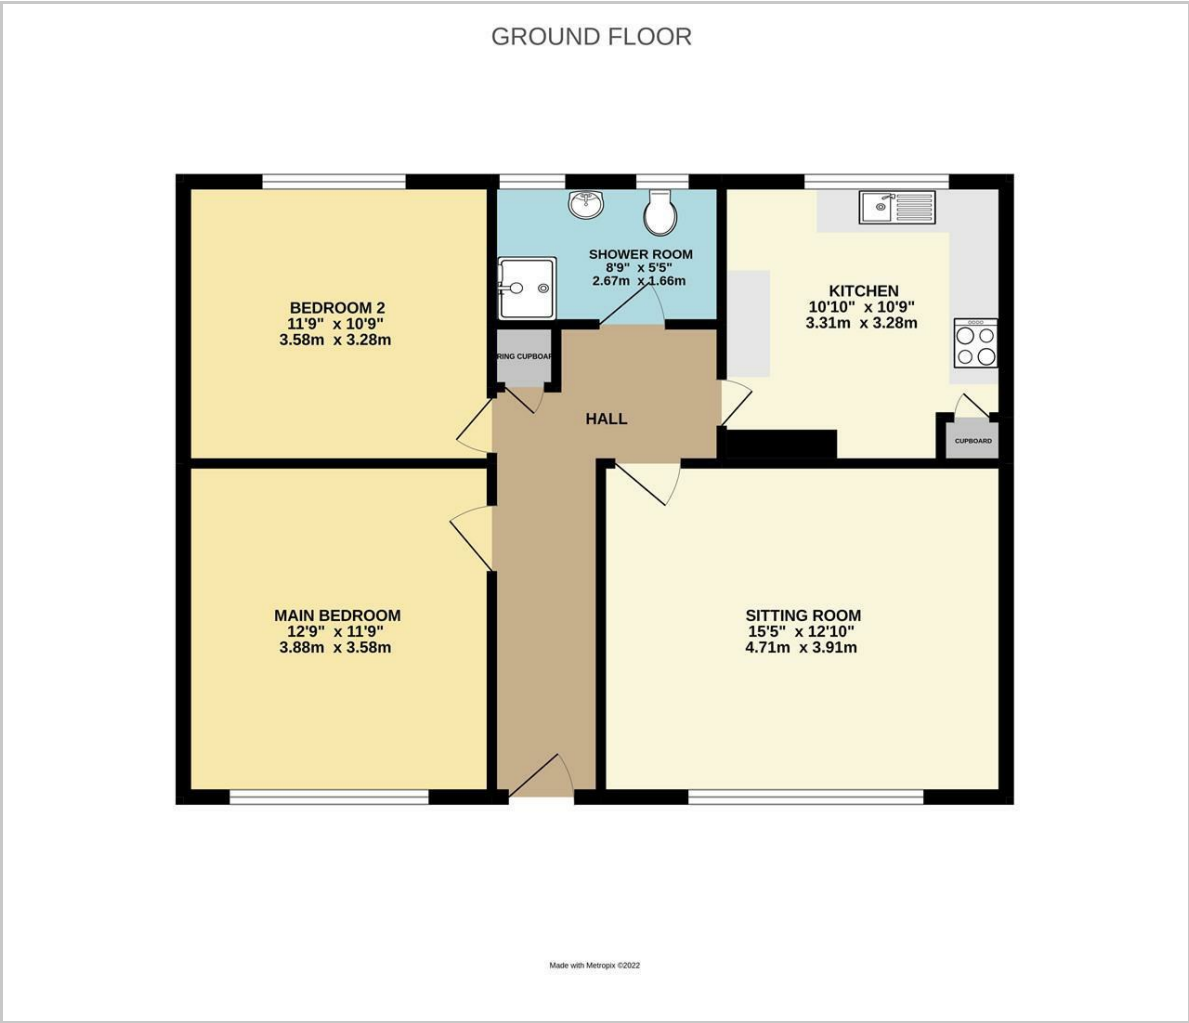 GROUND FLOOR
SHOWER ROOM
8'9" x 5'5"
2.67m x 1.66m
BEDROOM 2
11'9" x 10'9"
3.58m x 3.28m
KITCHEN
10'10" x 10'9"
3.31m x 3.28m
RING CUPBOAR
HALL
CUPBOARD
MAIN BEDROOM
12'9" x 11'9"
3.88m x 3.58m
SITTING ROOM
15'5" x 12'10"
4.71m x 3.91m
Made with Metropix ©2022